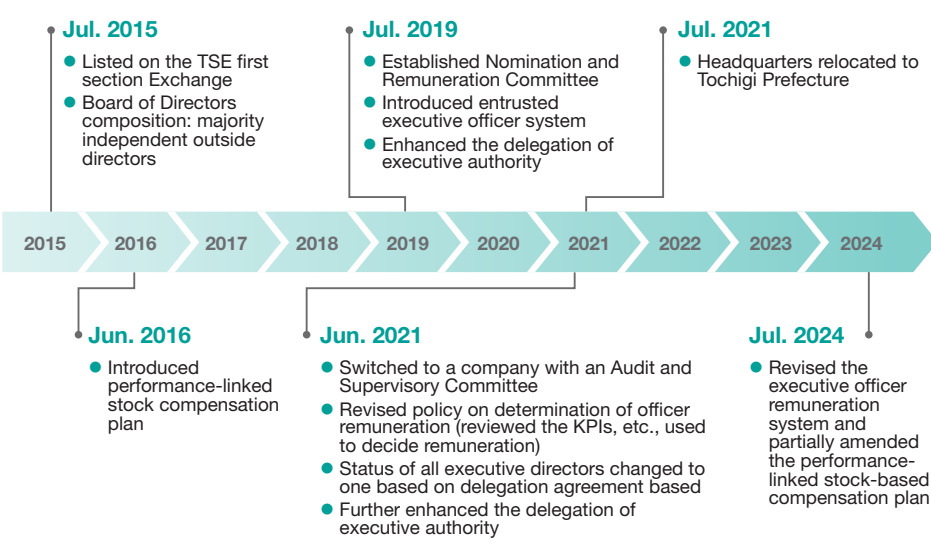 Jul. 2015
Listed on the TSE first
section Exchange
Board of Directors
composition: majority
independent outside
directors
Jul. 2019
Established Nomination and
Remuneration Committee
Introduced entrusted
executive officer system
Enhanced the delegation of
executive authority
Jul. 2021
Headquarters relocated to
Tochigi Prefecture
2015 2016 2017 2018 2019 2020 2021 2022 2023 2024
Jun. 2016
Introduced
performance-linked
stock compensation
plan
Jun. 2021
Switched to a company with an Audit and
Supervisory Committee
Revised policy on determination of officer
remuneration (reviewed the KPIs, etc., used
to decide remuneration)
Status of all executive directors changed to
one based on delegation agreement based
Further enhanced the delegation of
executive authority
Jul. 2024
Revised the
executive officer
remuneration
system and
partially amended
the performance-
linked stock-based
compensation plan